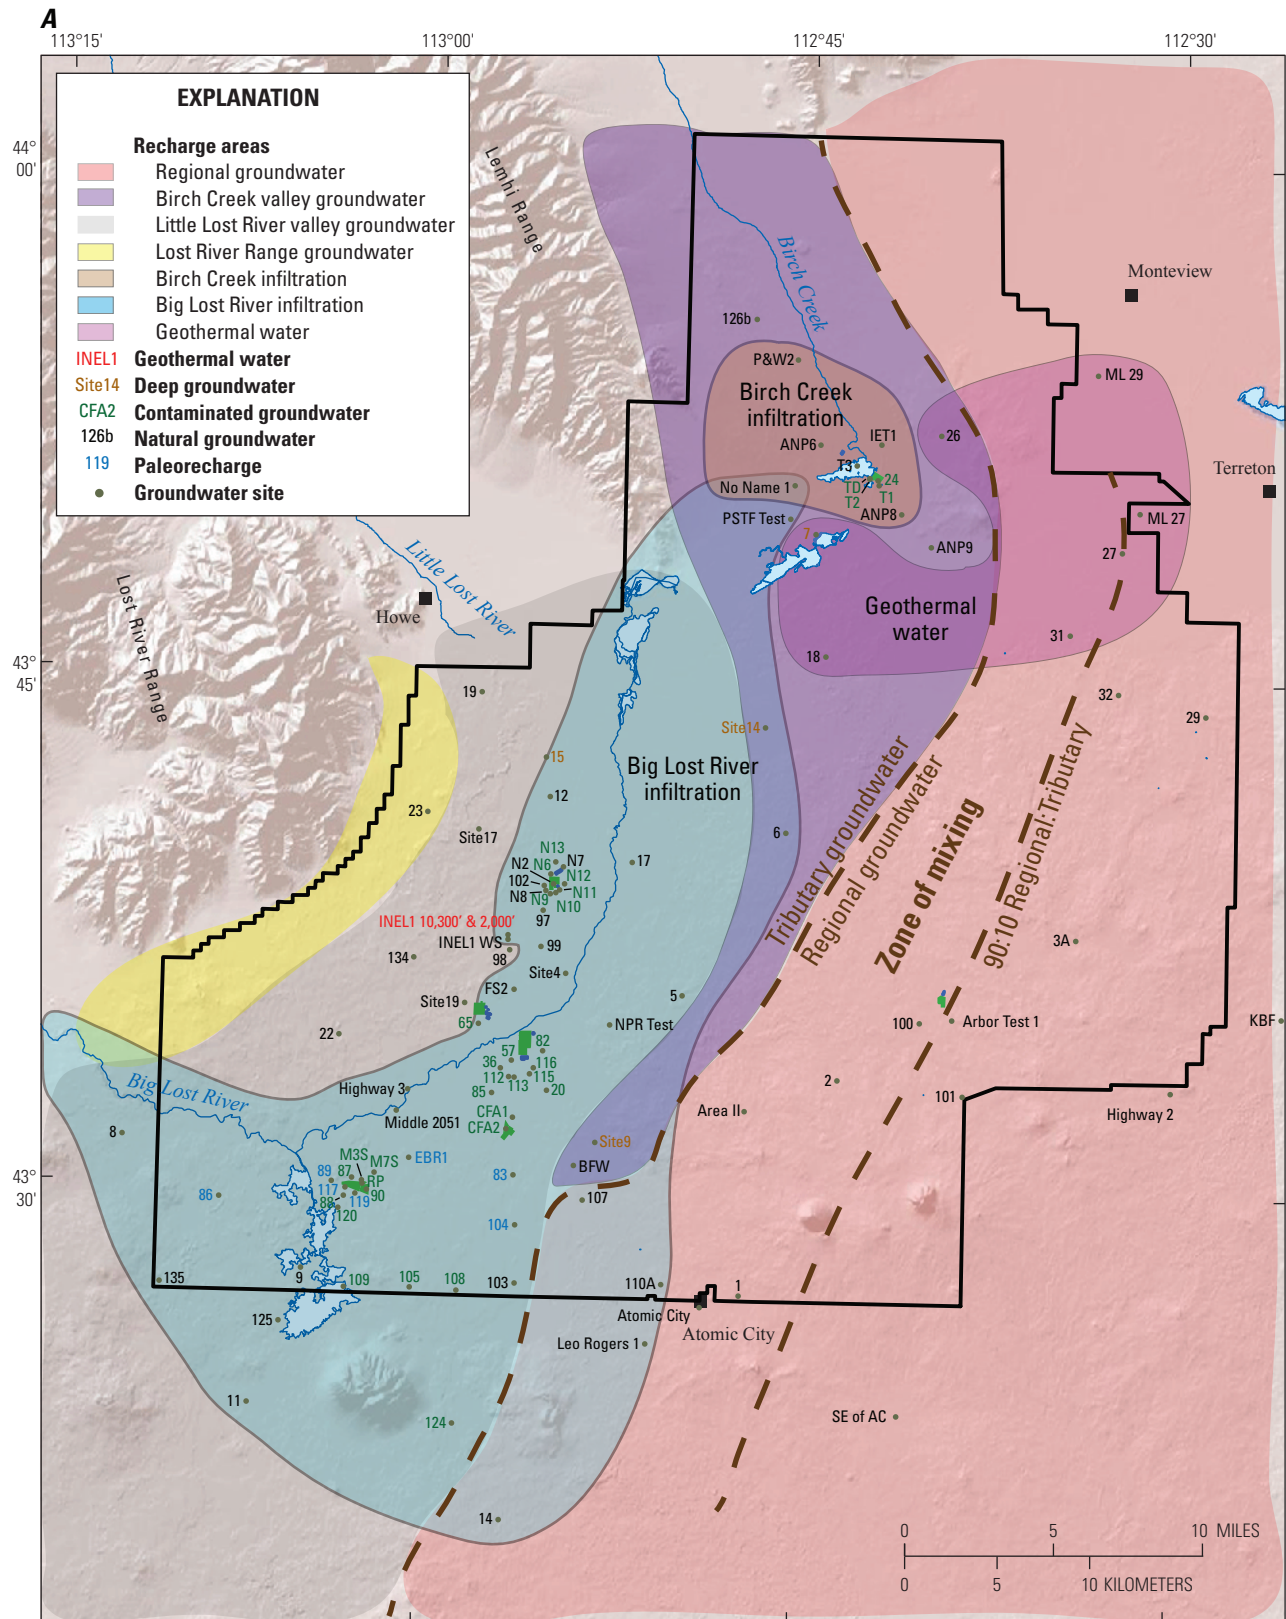 A
113°15'
113°00'
112°45'
112°30'
44°
00'
43°
45'
43°
30'
EXPLANATION
Recharge areas
Regional groundwater
Birch Creek valley groundwater
Little Lost River valley groundwater
Lost River Range groundwater
Birch Creek infiltration
Big Lost River infiltration
Geothermal water
INEL1 Geothermal water
Site14 Deep groundwater
CFA2 Contaminated groundwater
126b Natural groundwater
119 Paleorecharge
Groundwater site
Lemhi Range
Birch Creek
Monteview
126b
P&W2
ML 29
Birch Creek
infiltration
26
ANP6
IET1
T3
Terreton
No Name 1
TD
24
T2
T1
ANP8
PSTF Test
ML 27
7
ANP9
27
Little Lost River
Howe
Lost River Range
Geothermal
water
31
18
19
32
29
Site14
15
Big Lost River
infiltration
12
23
Site17
6
17
N13
N6
N7
N2
N12
102
N8
N9
N11
N10
97
INEL1 10,300' & 2,000'
INEL1 WS
99
98
134
Site4
Tributary groundwater
Regional groundwater
Zone of mixing
90:10 Regional:Tributary
3A
FS2
5
Site19
65
NPR Test
100
Arbor Test 1
KBF
22
82
57
36
116
112
113
115
85
20
2
Highway 3
Middle 2051
Area II
101
Highway 2
Big Lost River
CFA1
CFA2
8
Site9
EBR1
BFW
M3S
M7S
87
89
RP
117
90
88
119
120
86
83
107
104
135
9
109
105
108
103
110A
1
125
Atomic City
Atomic City
Leo Rogers 1
11
124
SE of AC
14
0 5 10 MILES
0 5 10 KILOMETERS